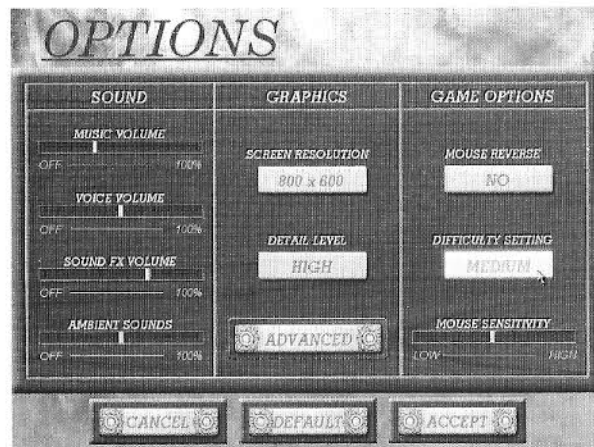 OPTIONS
SOUND
MUSIC VOLUME
OFF 100%
VOICE VOLUME
OFF 100%
SOUND FX VOLUME
OFF 100%
AMBIENT SOUNDS
OFF 100%
GRAPHICS
SCREEN RESOLUTION
800 x 600
DETAIL LEVEL
HIGH
ADVANCED
GAME OPTIONS
MOUSE REVERSE
NO
DIFFICULTY SETTING
MEDIUM
MOUSE SENSITIVITY
LOW HIGH
CANCEL DEFAULT ACCEPT